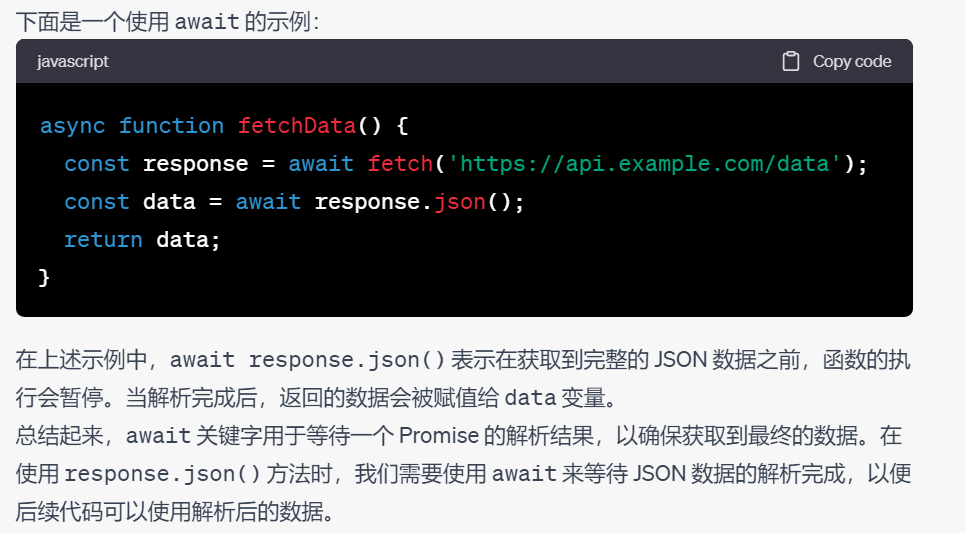 下面是一个使用 await 的示例：
javascript
Copy code
async function fetchData() {
  const response = await fetch('https://api.example.com/data');
  const data = await response.json();
  return data;
}
在上述示例中，await response.json() 表示在获取到完整的 JSON 数据之前，函数的执
行会暂停。当解析完成后，返回的数据会被赋值给 data 变量。
总结起来，await 关键字用于等待一个 Promise 的解析结果，以确保获取到最终的数据。在
使用 response.json() 方法时，我们需要使用 await 来等待 JSON 数据的解析完成，以便
后续代码可以使用解析后的数据。